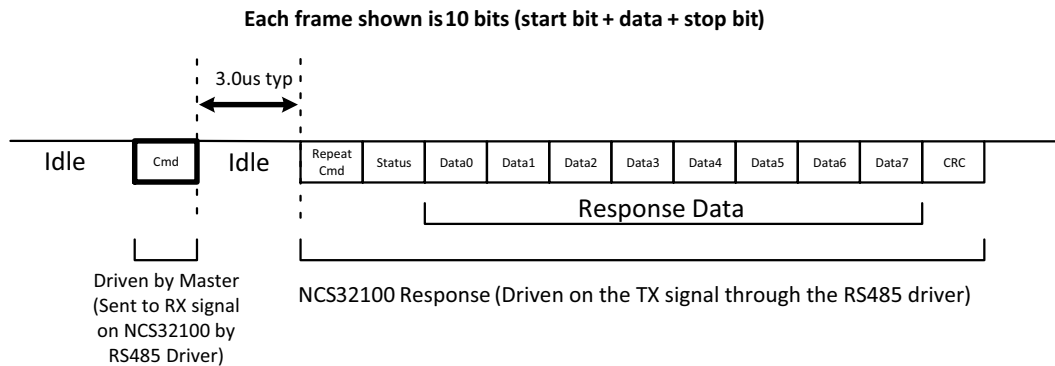 Each frame shown is 10 bits (start bit + data + stop bit)
3.0us typ
Idle
Cmd
Idle
Repeat
Cmd
Status
Data0
Data1
Data2
Data3
Data4
Data5
Data6
Data7
CRC
Response Data
Driven by Master
(Sent to RX signal
on NCS32100 by
RS485 Driver)
NCS32100 Response (Driven on the TX signal through the RS485 driver)